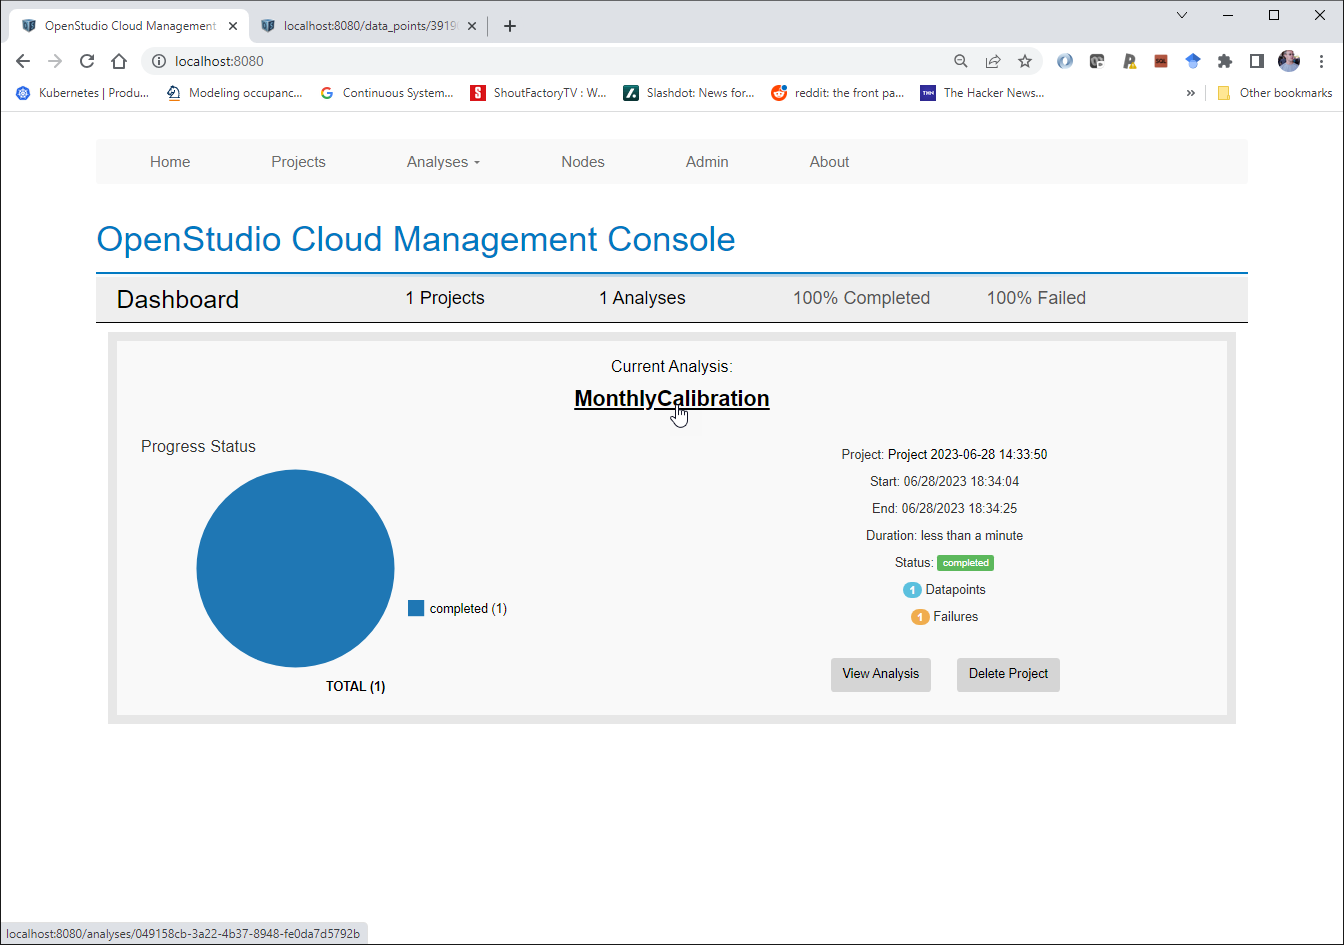 OpenStudio Cloud Management
localhost:8080/data_points/3919
localhost:8080
Kubernetes | Produ... Modeling occupanc... Continuous System... ShoutFactoryTV : W... Slashdot: News for... reddit: the front pa... The Hacker News... » Other bookmarks
Home Projects Analyses Nodes Admin About
OpenStudio Cloud Management Console
Dashboard 1 Projects 1 Analyses 100% Completed 100% Failed
Current Analysis:
MonthlyCalibration
Progress Status
completed (1)
TOTAL (1)
Project: Project 2023-06-28 14:33:50
Start: 06/28/2023 18:34:04
End: 06/28/2023 18:34:25
Duration: less than a minute
Status: completed
1 Datapoints
1 Failures
View Analysis Delete Project
localhost:8080/analyses/049158cb-3a22-4b37-8948-fe0da7d5792b